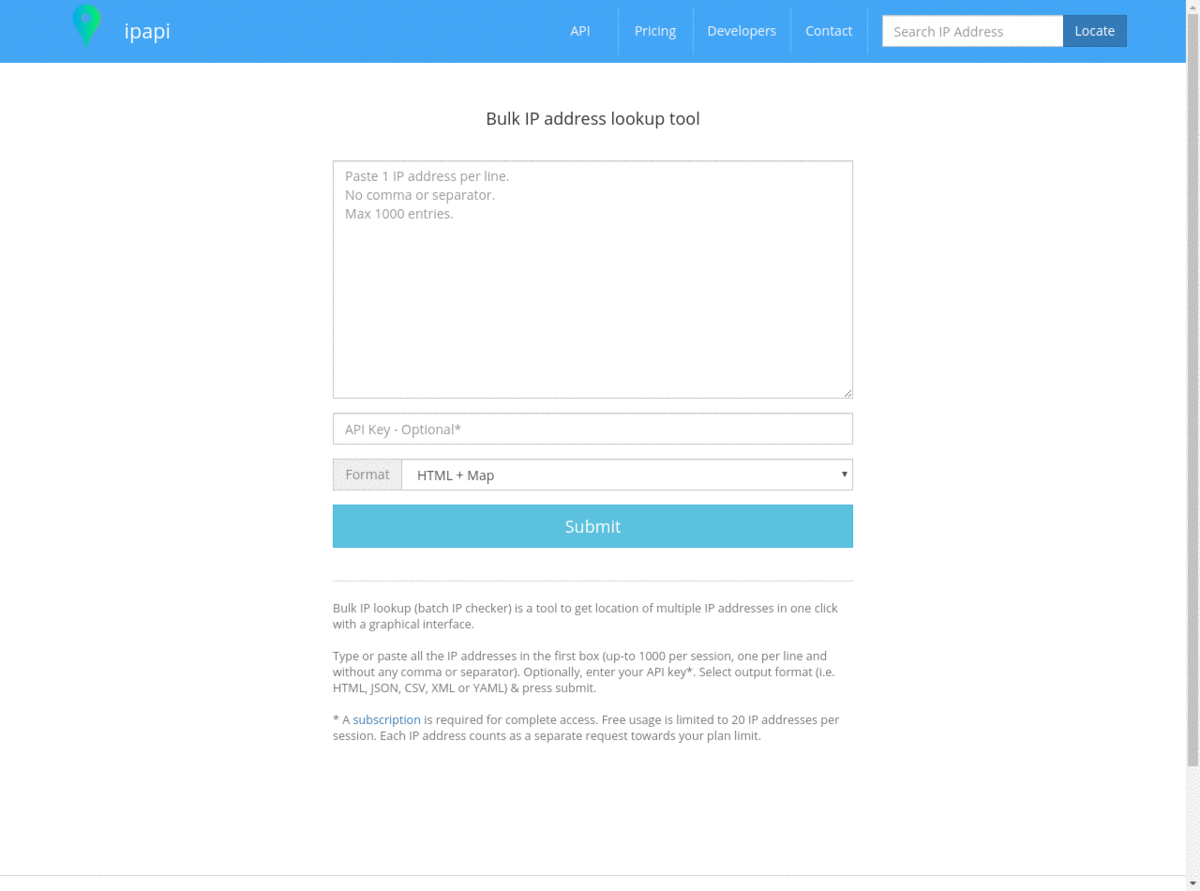 ipapi
API
Pricing
Developers
Contact
Search IP Address
Locate
Bulk IP address lookup tool
Paste 1 IP address per line.
No comma or separator.
Max 1000 entries.
API Key - Optional*
Format
HTML + Map
Submit
Bulk IP lookup (batch IP checker) is a tool to get location of multiple IP addresses in one click
with a graphical interface.
Type or paste all the IP addresses in the first box (up-to 1000 per session, one per line and
without any comma or separator). Optionally, enter your API key*. Select output format (i.e.
HTML, JSON, CSV, XML or YAML) & press submit.
* A subscription is required for complete access. Free usage is limited to 20 IP addresses per
session. Each IP address counts as a separate request towards your plan limit.